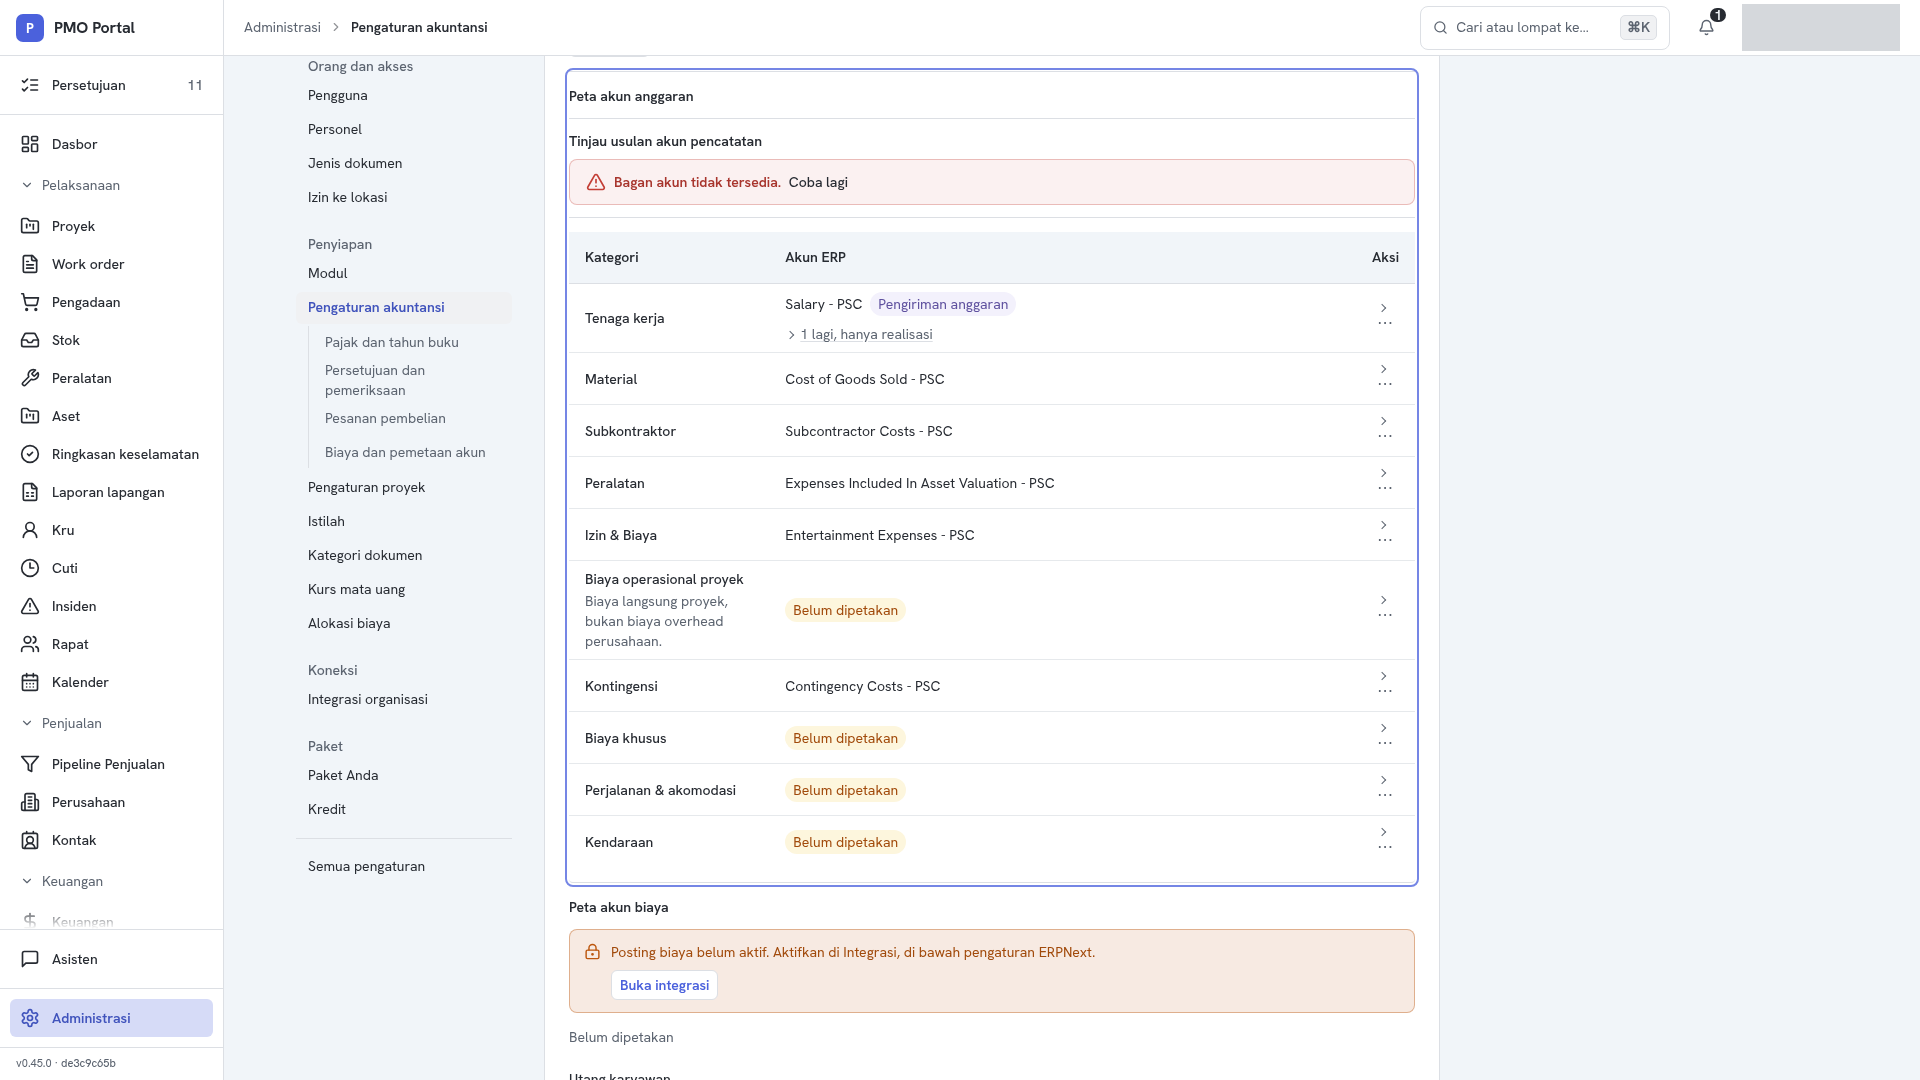 P PMO Portal
Administrasi > Pengaturan akuntansi
Cari atau lompat ke... ⌘K
1
Persetujuan 11
Dasbor
Pelaksanaan
Proyek
Work order
Pengadaan
Stok
Peralatan
Aset
Ringkasan keselamatan
Laporan lapangan
Kru
Cuti
Insiden
Rapat
Kalender
Penjualan
Pipeline Penjualan
Perusahaan
Kontak
Keuangan
Keuangan
Asisten
Administrasi
v0.45.0 · de3c9c65b
Orang dan akses
Pengguna
Personel
Jenis dokumen
Izin ke lokasi
Penyiapan
Modul
Pengaturan akuntansi
Pajak dan tahun buku
Persetujuan dan
pemeriksaan
Pesanan pembelian
Biaya dan pemetaan akun
Pengaturan proyek
Istilah
Kategori dokumen
Kurs mata uang
Alokasi biaya
Koneksi
Integrasi organisasi
Paket
Paket Anda
Kredit
Semua pengaturan
Peta akun anggaran
Tinjau usulan akun pencatatan
Bagan akun tidak tersedia. Coba lagi
Kategori Akun ERP Aksi
Tenaga kerja Salary - PSC Pengiriman anggaran
1 lagi, hanya realisasi
Material Cost of Goods Sold - PSC
Subkontraktor Subcontractor Costs - PSC
Peralatan Expenses Included In Asset Valuation - PSC
Izin & Biaya Entertainment Expenses - PSC
Biaya operasional proyek
Biaya langsung proyek,
bukan biaya overhead
perusahaan.
Belum dipetakan
Kontingensi Contingency Costs - PSC
Biaya khusus Belum dipetakan
Perjalanan & akomodasi Belum dipetakan
Kendaraan Belum dipetakan
Peta akun biaya
Posting biaya belum aktif. Aktifkan di Integrasi, di bawah pengaturan ERPNext.
Buka integrasi
Belum dipetakan
Utang karyawan